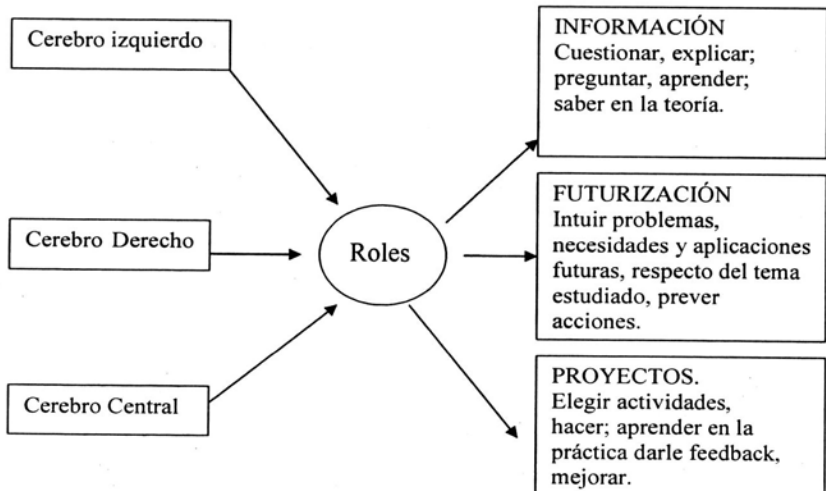 Cerebro izquierdo
Cerebro Derecho
Cerebro Central
Roles
INFORMACIÓN
Cuestionar, explicar;
preguntar, aprender;
saber en la teoría.
FUTURIZACIÓN
Intuir problemas,
necesidades y aplicaciones
futuras, respecto del tema
estudiado, prever
acciones.
PROYECTOS.
Elegir actividades,
hacer; aprender en la
práctica darle feedback,
mejorar.